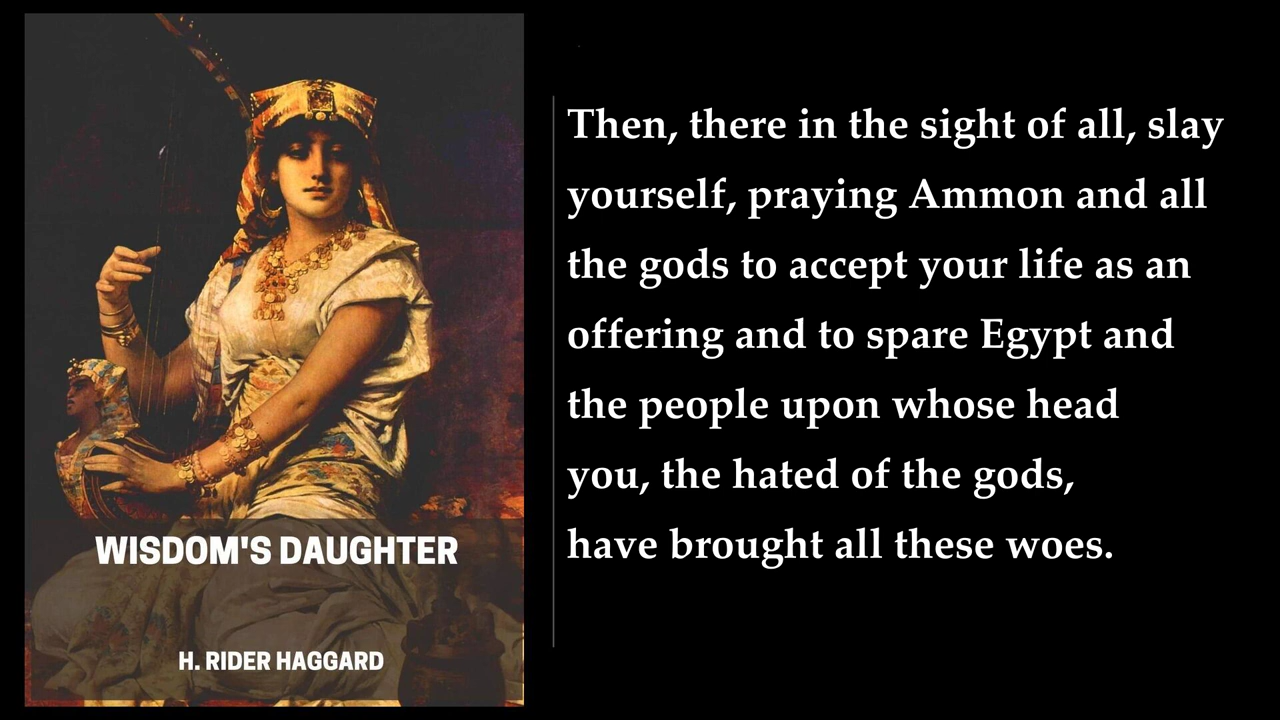 WISDOM'S DAUGHTER
H. RIDER HAGGARD
Then, there in the sight of all, slay
yourself, praying Ammon and all
the gods to accept your life as an
offering and to spare Egypt and
the people upon whose head
you, the hated of the gods,
have brought all these woes.